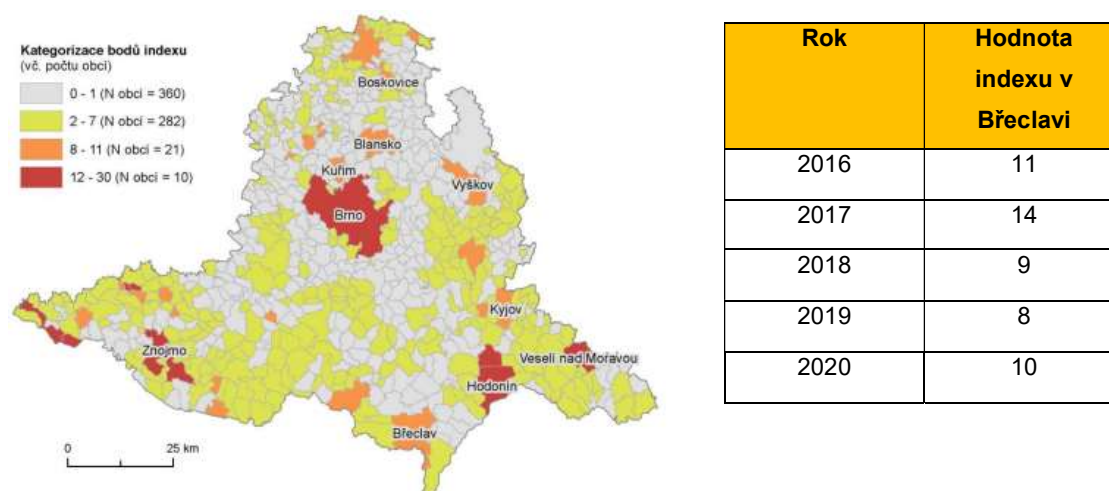 Kategorizace bodů indexu
(vč. počtu obcí)
0 - 1 (N obcí = 360)
2 - 7 (N obcí = 282)
8 - 11 (N obcí = 21)
12 - 30 (N obcí = 10)
Boskovice
Blansko
Kuřim
Vyškov
Brno
Kyjov
Znojmo
Veselí nad Moravou
Hodonín
Břeclav
0 25 km
Rok Hodnota
indexu v
Břeclavi
2016 11
2017 14
2018 9
2019 8
2020 10